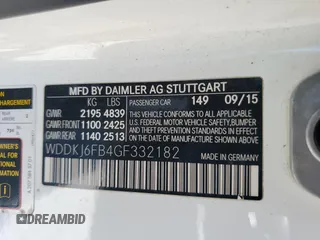 MFD BY DAIMLER AG STUTTGART
KG LBS PASSENGER CAR 149 09/15
GVWR 2195 4839
GAWR FRONT 1100 2425
GAWR REAR 1140 2513
THIS VEHICLE CONFORMS TO ALL APPLICABLE
U.S. FEDERAL MOTOR VEHICLE SAFETY, BUMPER,
AND THEFT PREVENTION STANDARDS IN EFFECT ON THE
DATE OF MANUFACTURE SHOWN ABOVE.
WDDKJ6FB4GF332182
MADE IN GERMANY